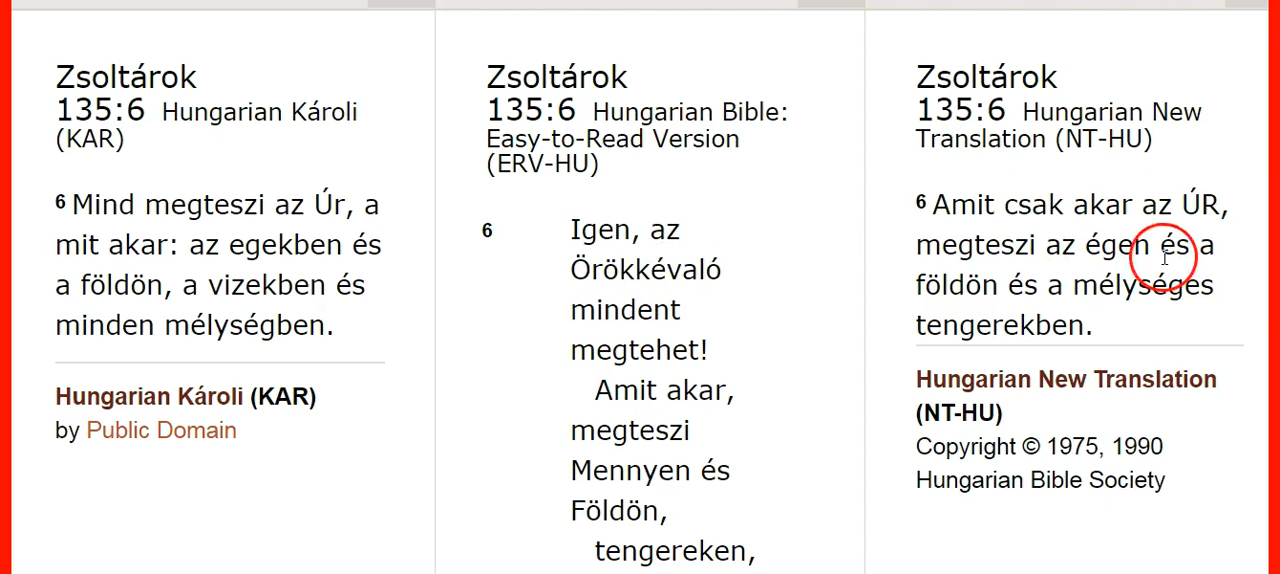 Zsoltárok
135:6 Hungarian Károli
(KAR)
6 Mind megteszi az Úr, a
mit akar: az egekben és
a földön, a vizekben és
minden mélységben.
Hungarian Károli (KAR)
by Public Domain
Zsoltárok
135:6 Hungarian Bible:
Easy-to-Read Version
(ERV-HU)
6 Igen, az
Örökkévaló
mindent
megtehet!
Amit akar,
megteszi
Mennyen és
Földön,
tengereken,
Zsoltárok
135:6 Hungarian New
Translation (NT-HU)
6 Amit csak akar az ÚR,
megteszi az égen és a
földön és a mélységes
tengerekben.
Hungarian New Translation
(NT-HU)
Copyright © 1975, 1990
Hungarian Bible Society